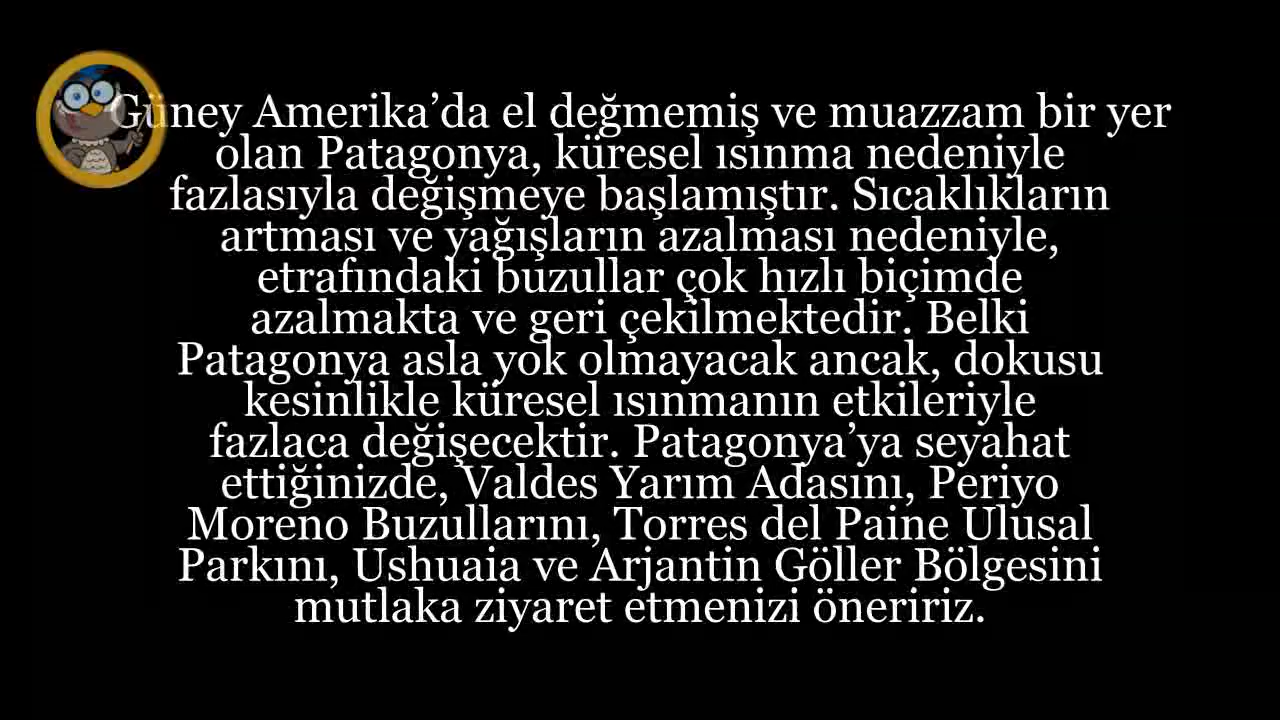 Güney Amerika’da el değmemiş ve muazzam bir yer
olan Patagonya, küresel ısınma nedeniyle
fazlasıyla değişmeye başlamıştır. Sıcaklıkların
artması ve yağışların azalması nedeniyle,
etrafındaki buzullar çok hızlı biçimde
azalmakta ve geri çekilmektedir. Belki
Patagonya asla yok olmayacak ancak, dokusu
kesinlikle küresel ısınmanın etkileriyle
fazlaca değişecektir. Patagonya’ya seyahat
ettiğinizde, Valdes Yarım Adasını, Periyo
Moreno Buzullarını, Torres del Paine Ulusal
Parkını, Ushuaia ve Arjantin Göller Bölgesini
mutlaka ziyaret etmenizi öneririz.